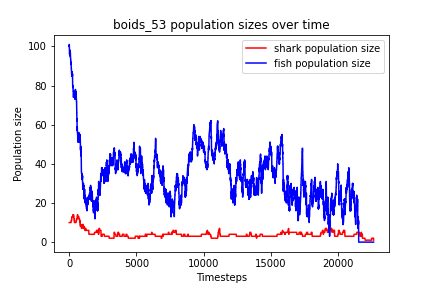 boids_53 population sizes over time
shark population size
fish population size
Population size
100
80
60
40
20
0
0 5000 10000 15000 20000
Timesteps